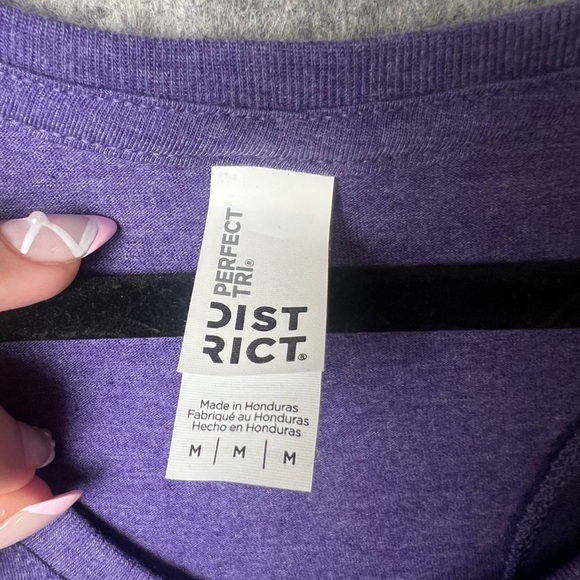 PERFECT
TRI®
DIST
RICT®
Made in Honduras
Fabriqué au Honduras
Hecho en Honduras
M | M | M